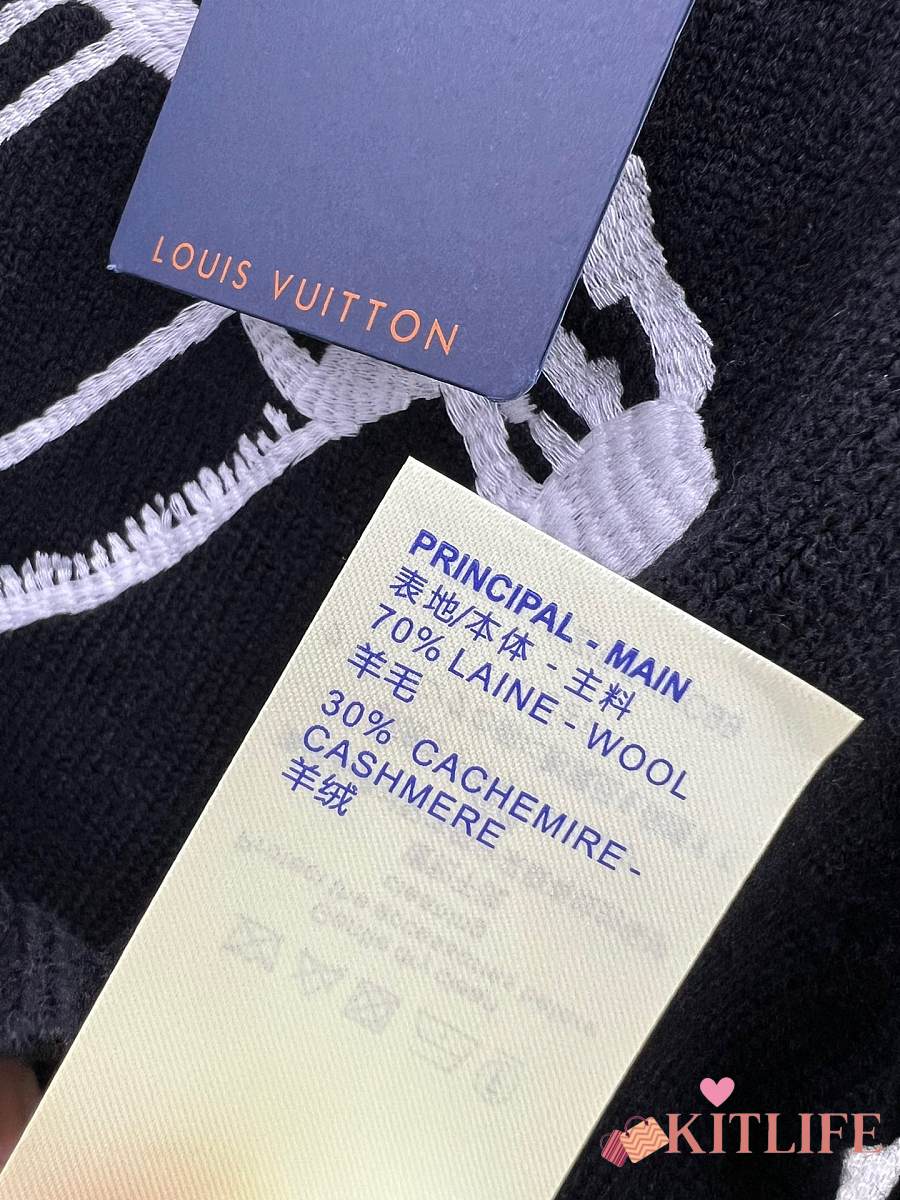 LOUIS VUITTON
PRINCIPAL - MAIN
表地/本体 - 主料
70% LAINE - WOOL
羊毛
30% CACHEMIRE -
CASHMERE
羊绒
KITLIFE